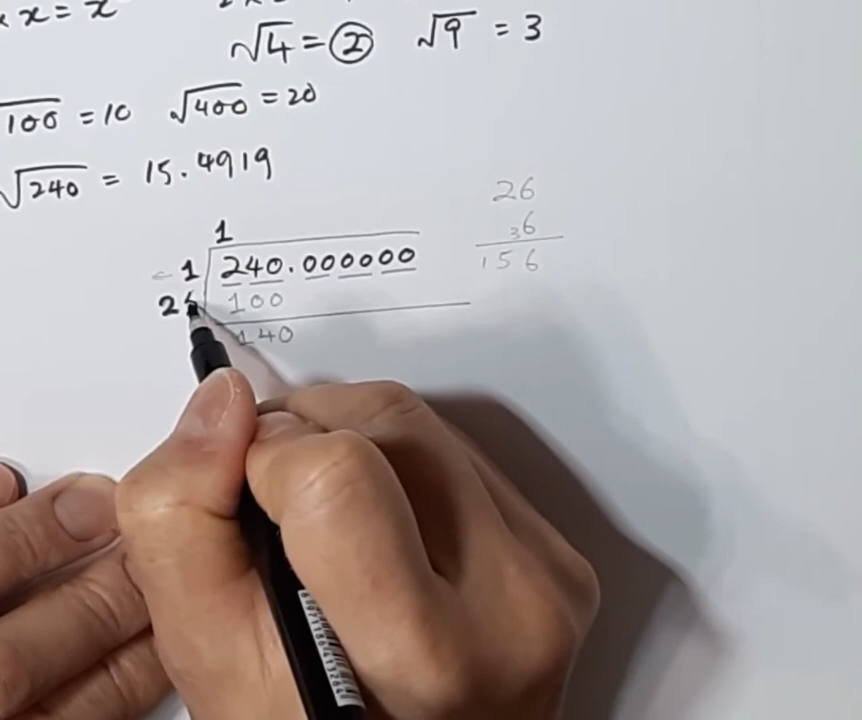 x x = x
√4 = 2 √9 = 3
√100 = 10 √400 = 20
√240 = 15.4919
26
36
156
1
1 240.000000
2 100
140